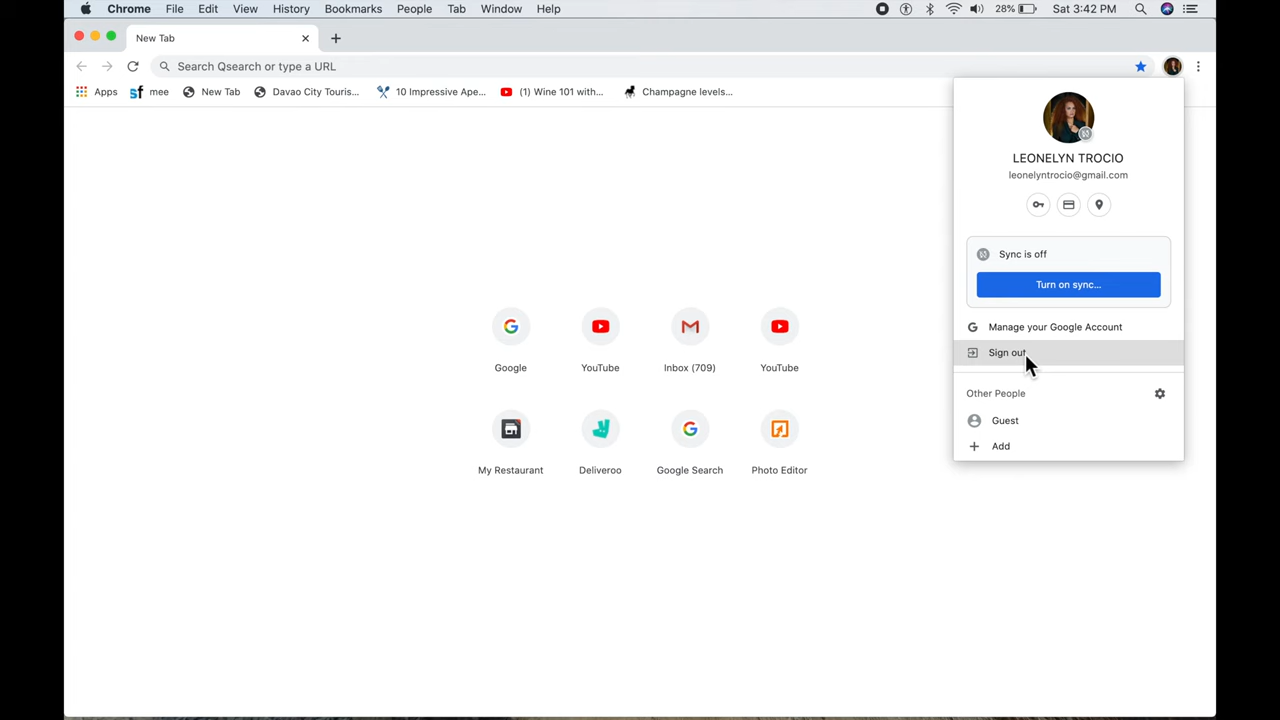 Chrome File Edit View History Bookmarks People Tab Window Help 28% Sat 3:42 PM
New Tab
Search Qsearch or type a URL
Apps mee New Tab Davao City Touris... 10 Impressive Ape... (1) Wine 101 with... Champagne levels...
LEONELYN TROCIO
leonelyntrocio@gmail.com
Sync is off
Turn on sync...
Manage your Google Account
Sign out
Other People
Guest
Add
Google YouTube Inbox (709) YouTube
My Restaurant Deliveroo Google Search Photo Editor